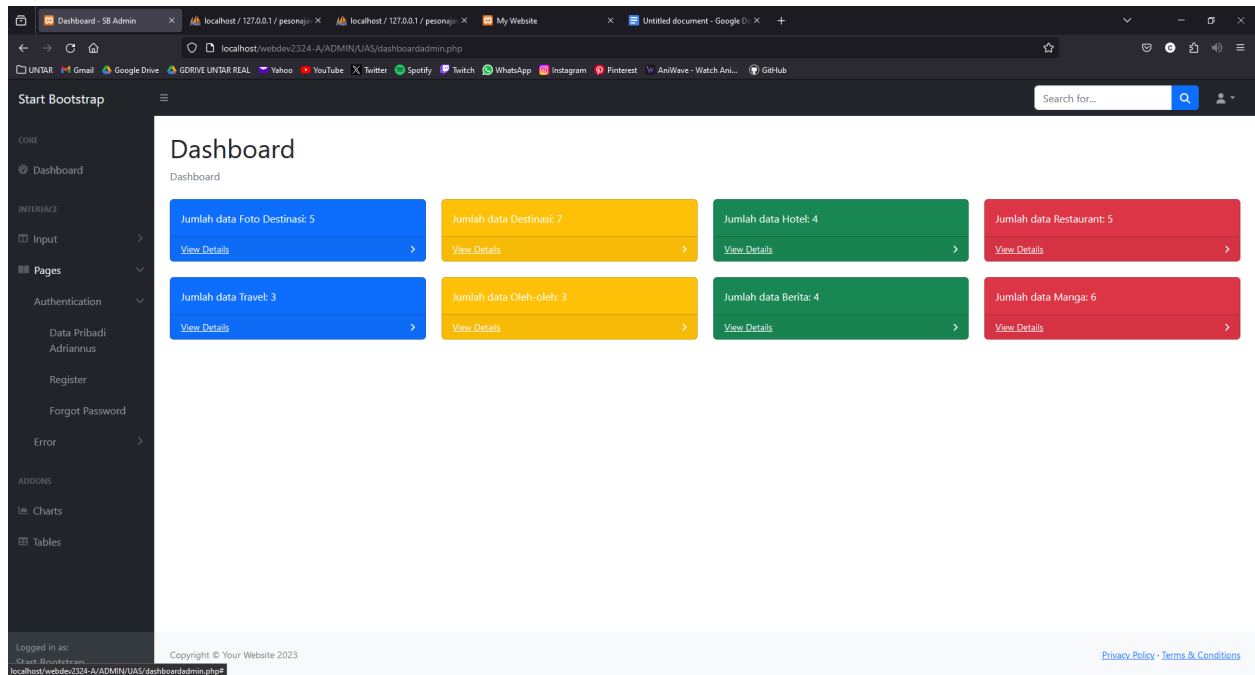 Dashboard - SB Admin
localhost / 127.0.0.1 / pesonajav
localhost / 127.0.0.1 / pesonajav
My Website
Untitled document - Google Do
localhost/webdev2324-A/ADMIN/UAS/dashboardadmin.php
UNTAR Gmail Google Drive GDRIVE UNTAR REAL Yahoo YouTube Twitter Spotify Twitch WhatsApp Instagram Pinterest AniWave - Watch Ani... GitHub
Start Bootstrap
Search for...
CORE
Dashboard
INTERFACE
Input
Pages
Authentication
Data Pribadi
Adriannus
Register
Forgot Password
Error
ADDONS
Charts
Tables
Logged in as:
Start Bootstrap
localhost/webdev2324-A/ADMIN/UAS/dashboardadmin.php#
Dashboard
Dashboard
Jumlah data Foto Destinasi: 5
View Details
Jumlah data Destinasi: 7
View Details
Jumlah data Hotel: 4
View Details
Jumlah data Restaurant: 5
View Details
Jumlah data Travel: 3
View Details
Jumlah data Oleh-oleh: 3
View Details
Jumlah data Berita: 4
View Details
Jumlah data Manga: 6
View Details
Copyright © Your Website 2023
Privacy Policy · Terms & Conditions